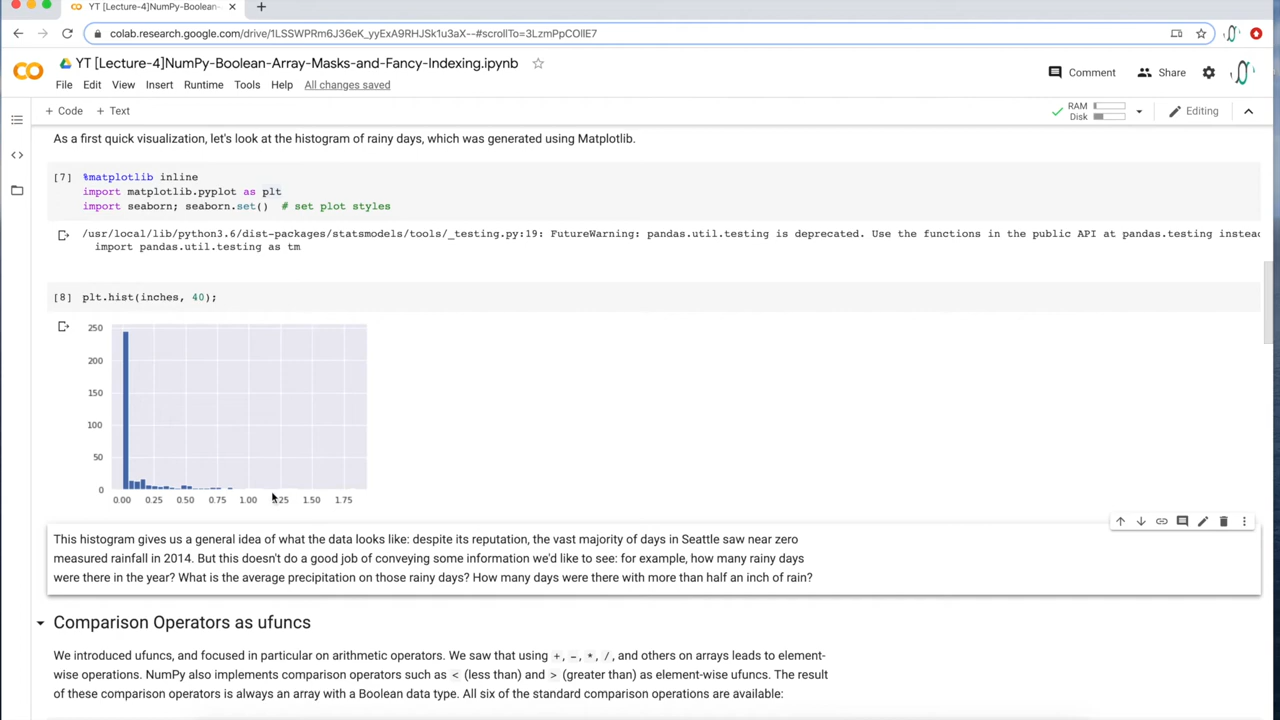 YT [Lecture-4]NumPy-Boolean-
colab.research.google.com/drive/1LSSWPRm6J36eK_yyExA9RHJSk1u3aX--#scrollTo=3LzmPpCOllE7
YT [Lecture-4]NumPy-Boolean-Array-Masks-and-Fancy-Indexing.ipynb
Comment
Share
File Edit View Insert Runtime Tools Help All changes saved
+ Code + Text
RAM
Disk
Editing
As a first quick visualization, let's look at the histogram of rainy days, which was generated using Matplotlib.
[7] %matplotlib inline
import matplotlib.pyplot as plt
import seaborn; seaborn.set() # set plot styles
/usr/local/lib/python3.6/dist-packages/statsmodels/tools/_testing.py:19: FutureWarning: pandas.util.testing is deprecated. Use the functions in the public API at pandas.testing instead
import pandas.util.testing as tm
[8] plt.hist(inches, 40);
250
200
150
100
50
0
0.00 0.25 0.50 0.75 1.00 1.25 1.50 1.75
This histogram gives us a general idea of what the data looks like: despite its reputation, the vast majority of days in Seattle saw near zero
measured rainfall in 2014. But this doesn't do a good job of conveying some information we'd like to see: for example, how many rainy days
were there in the year? What is the average precipitation on those rainy days? How many days were there with more than half an inch of rain?
Comparison Operators as ufuncs
We introduced ufuncs, and focused in particular on arithmetic operators. We saw that using +, -, *, /, and others on arrays leads to element-
wise operations. NumPy also implements comparison operators such as < (less than) and > (greater than) as element-wise ufuncs. The result
of these comparison operators is always an array with a Boolean data type. All six of the standard comparison operations are available: